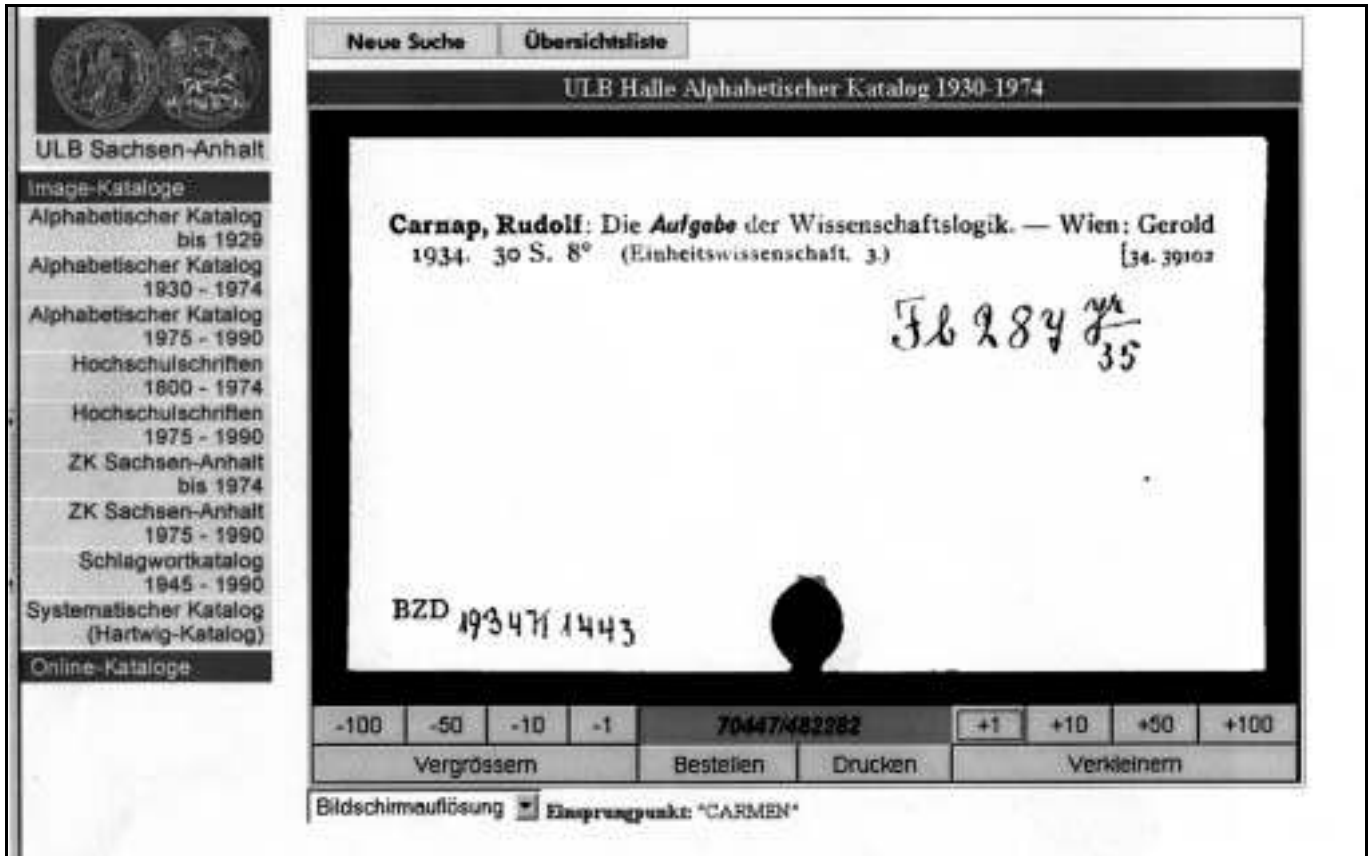 Neue Suche Übersichtsliste
ULB Halle Alphabetischer Katalog 1930-1974
ULB Sachsen-Anhalt
Image-Kataloge
Alphabetischer Katalog
bis 1929
Alphabetischer Katalog
1930 - 1974
Alphabetischer Katalog
1975 - 1990
Hochschulschriften
1800 - 1974
Hochschulschriften
1975 - 1990
ZK Sachsen-Anhalt
bis 1974
ZK Sachsen-Anhalt
1975 - 1990
Schlagwortkatalog
1945 - 1990
Systematischer Katalog
(Hartwig-Katalog)
Online-Kataloge
Carnap, Rudolf: Die Aufgabe der Wissenschaftslogik. — Wien: Gerold
1934. 30 S. 8° (Einheitswissenschaft. 3.) [34. 39102
Fb 28
35
BZD 1443
-100 -50 -10 -1 70447/482282 +1 +10 +50 +100
Vergrössern Bestellen Drucken Verkleinern
Bildschirmauflösung Einsprungpunkt: "CARMEN"